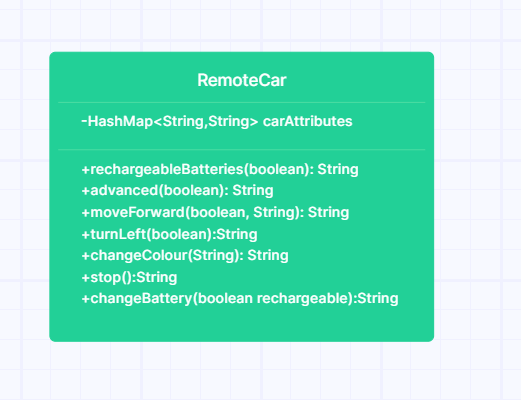 RemoteCar
-HashMap<String,String> carAttributes
+rechargeableBatteries(boolean): String
+advanced(boolean): String
+moveForward(boolean, String): String
+turnLeft(boolean):String
+changeColour(String): String
+stop():String
+changeBattery(boolean rechargeable):String